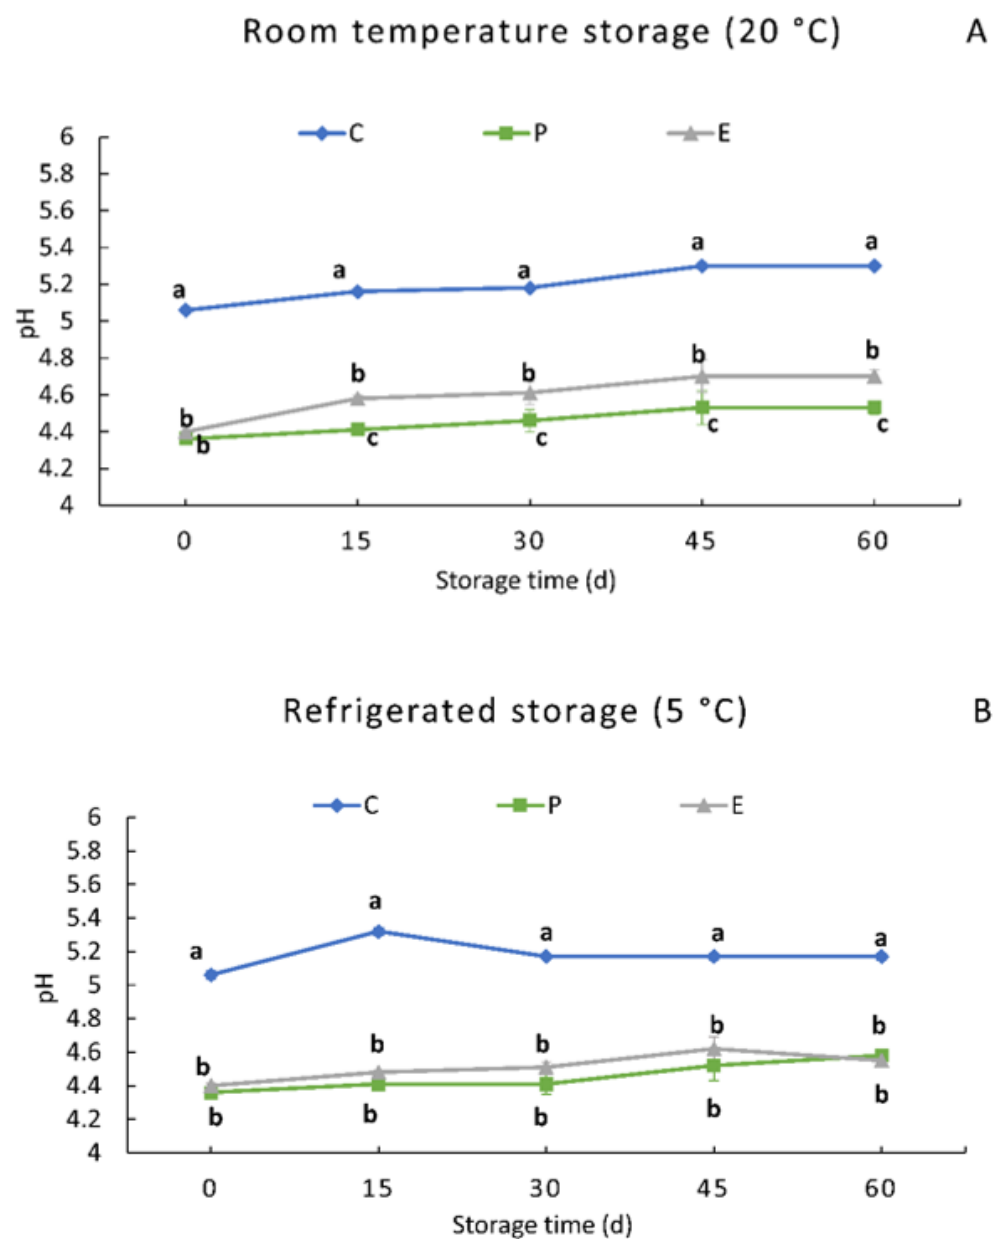 Room temperature storage (20 °C) A
C P E
6
5.8
5.6
5.4
5.2
5
4.8
4.6
4.4
4.2
4
pH
a a a a a
b b b b b
b c c c c
0 15 30 45 60
Storage time (d)
Refrigerated storage (5 °C) B
C P E
6
5.8
5.6
5.4
5.2
5
4.8
4.6
4.4
4.2
4
pH
a a a a a
b b b b b
b b b b b
0 15 30 45 60
Storage time (d)